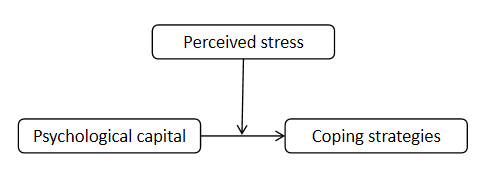 Perceived stress
Psychological capital
Coping strategies